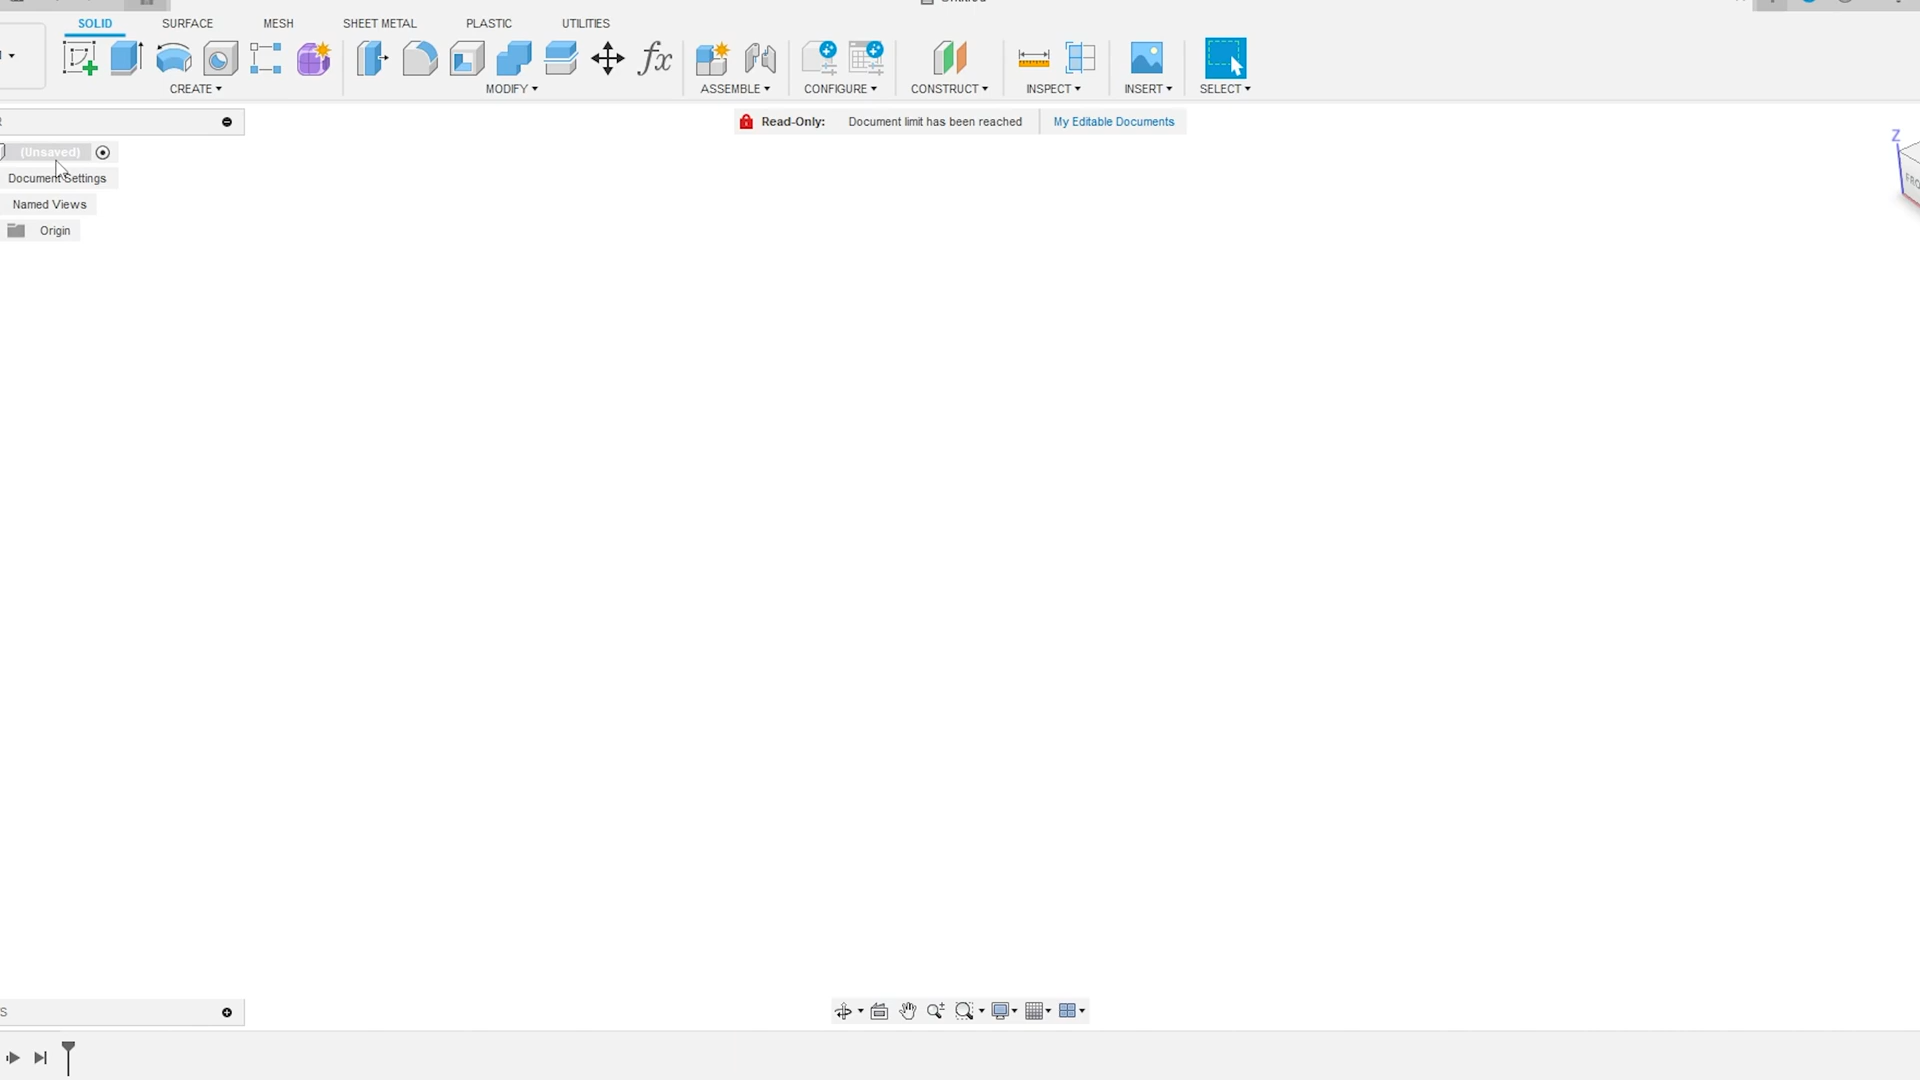 SOLID SURFACE MESH SHEET METAL PLASTIC UTILITIES
fx
CREATE MODIFY ASSEMBLE CONFIGURE CONSTRUCT INSPECT INSERT SELECT
Read-Only: Document limit has been reached My Editable Documents
(Unsaved)
Document Settings
Named Views
Origin
Z
S